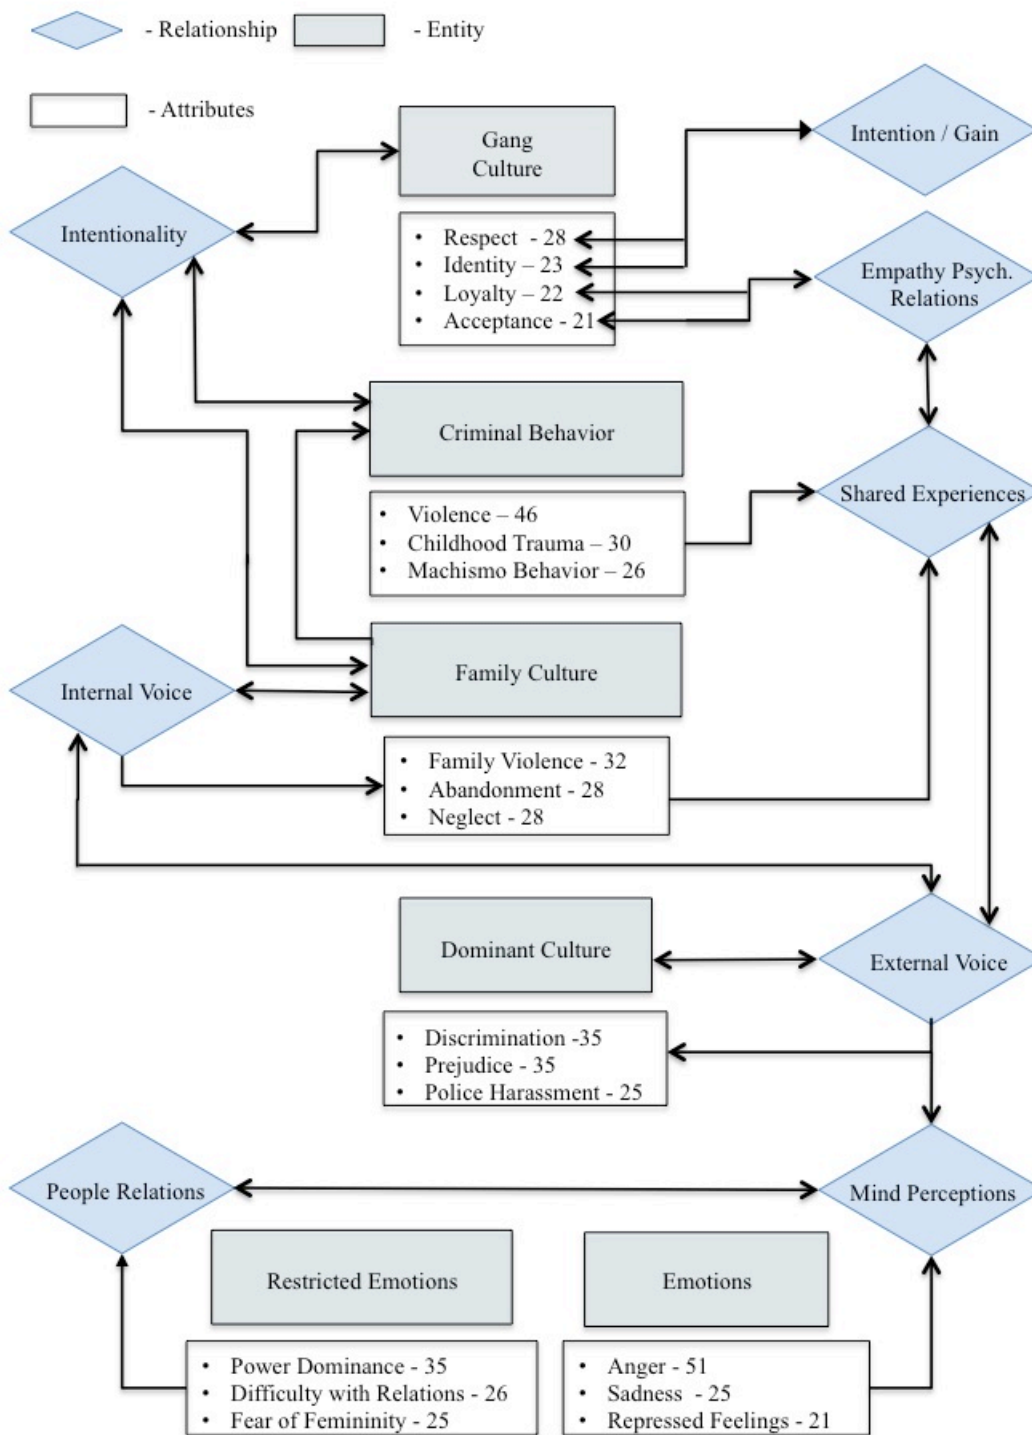 - Relationship
- Entity
- Attributes
Gang
Culture
Intention / Gain
Intentionality
• Respect - 28
• Identity – 23
• Loyalty – 22
• Acceptance - 21
Empathy Psych.
Relations
Criminal Behavior
Shared Experiences
• Violence – 46
• Childhood Trauma – 30
• Machismo Behavior – 26
Internal Voice
Family Culture
• Family Violence - 32
• Abandonment - 28
• Neglect - 28
Dominant Culture
External Voice
• Discrimination -35
• Prejudice - 35
• Police Harassment - 25
People Relations
Mind Perceptions
Restricted Emotions
Emotions
• Power Dominance - 35
• Difficulty with Relations - 26
• Fear of Femininity - 25
• Anger - 51
• Sadness - 25
• Repressed Feelings - 21